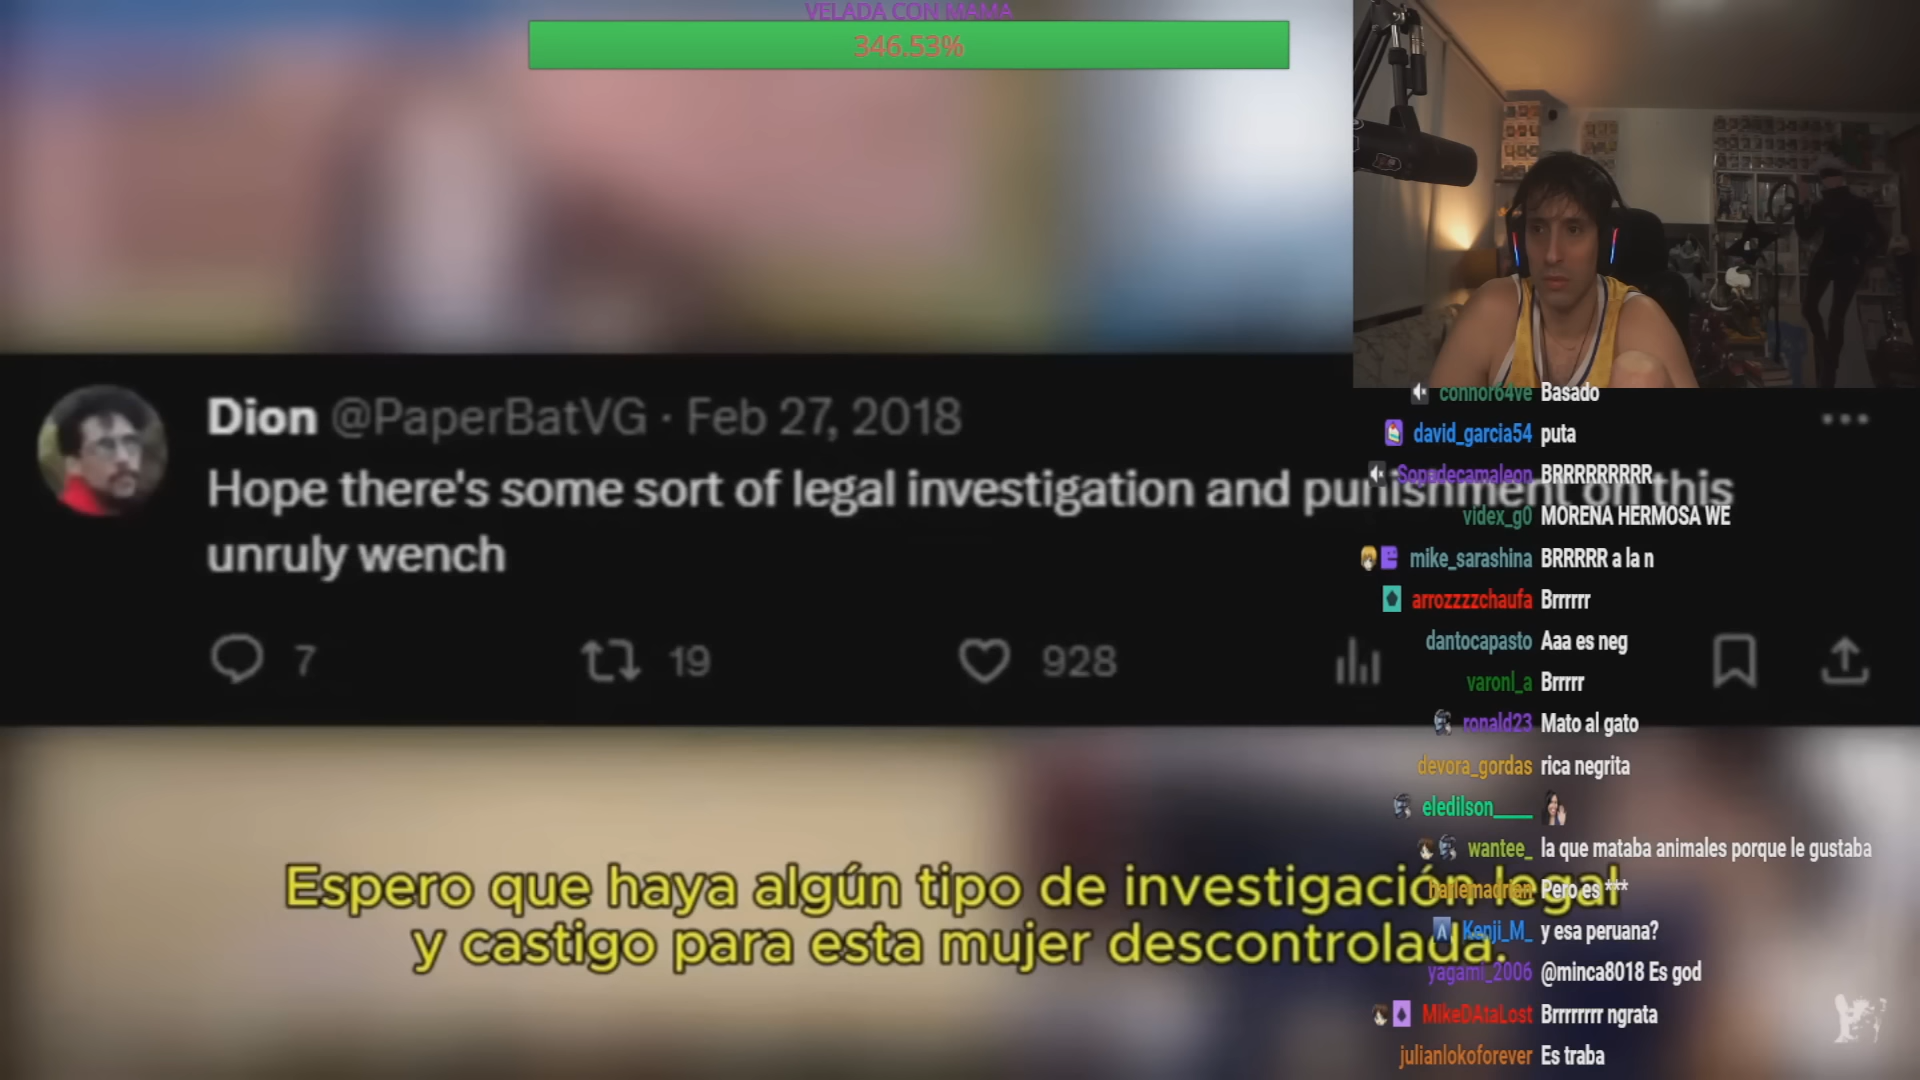 VELADA CON MAMA
346.53%
Dion @PaperBatVG · Feb 27, 2018
Hope there's some sort of legal investigation and punishment on this
unruly wench
7 19 928
Espero que haya algún tipo de investigación legal
y castigo para esta mujer descontrolada.
connor64ve Basado
david_garcia54 puta
Sopadecamaleon BRRRRRRRRR
videx_g0 MORENA HERMOSA WE
mike_sarashina BRRRRR a la n
arrozzzzchaufa Brrrrrr
dantocapasto Aaa es neg
varonl_a Brrrrr
ronald23 Mato al gato
devora_gordas rica negrita
eledilson____
wantee_ la que mataba animales porque le gustaba
Pero es ***
Kenji_M_ y esa peruana?
yagami_2006 @minca8018 Es god
MikeDAtaLost Brrrrrrrr ngrata
julianlokoforever Es traba